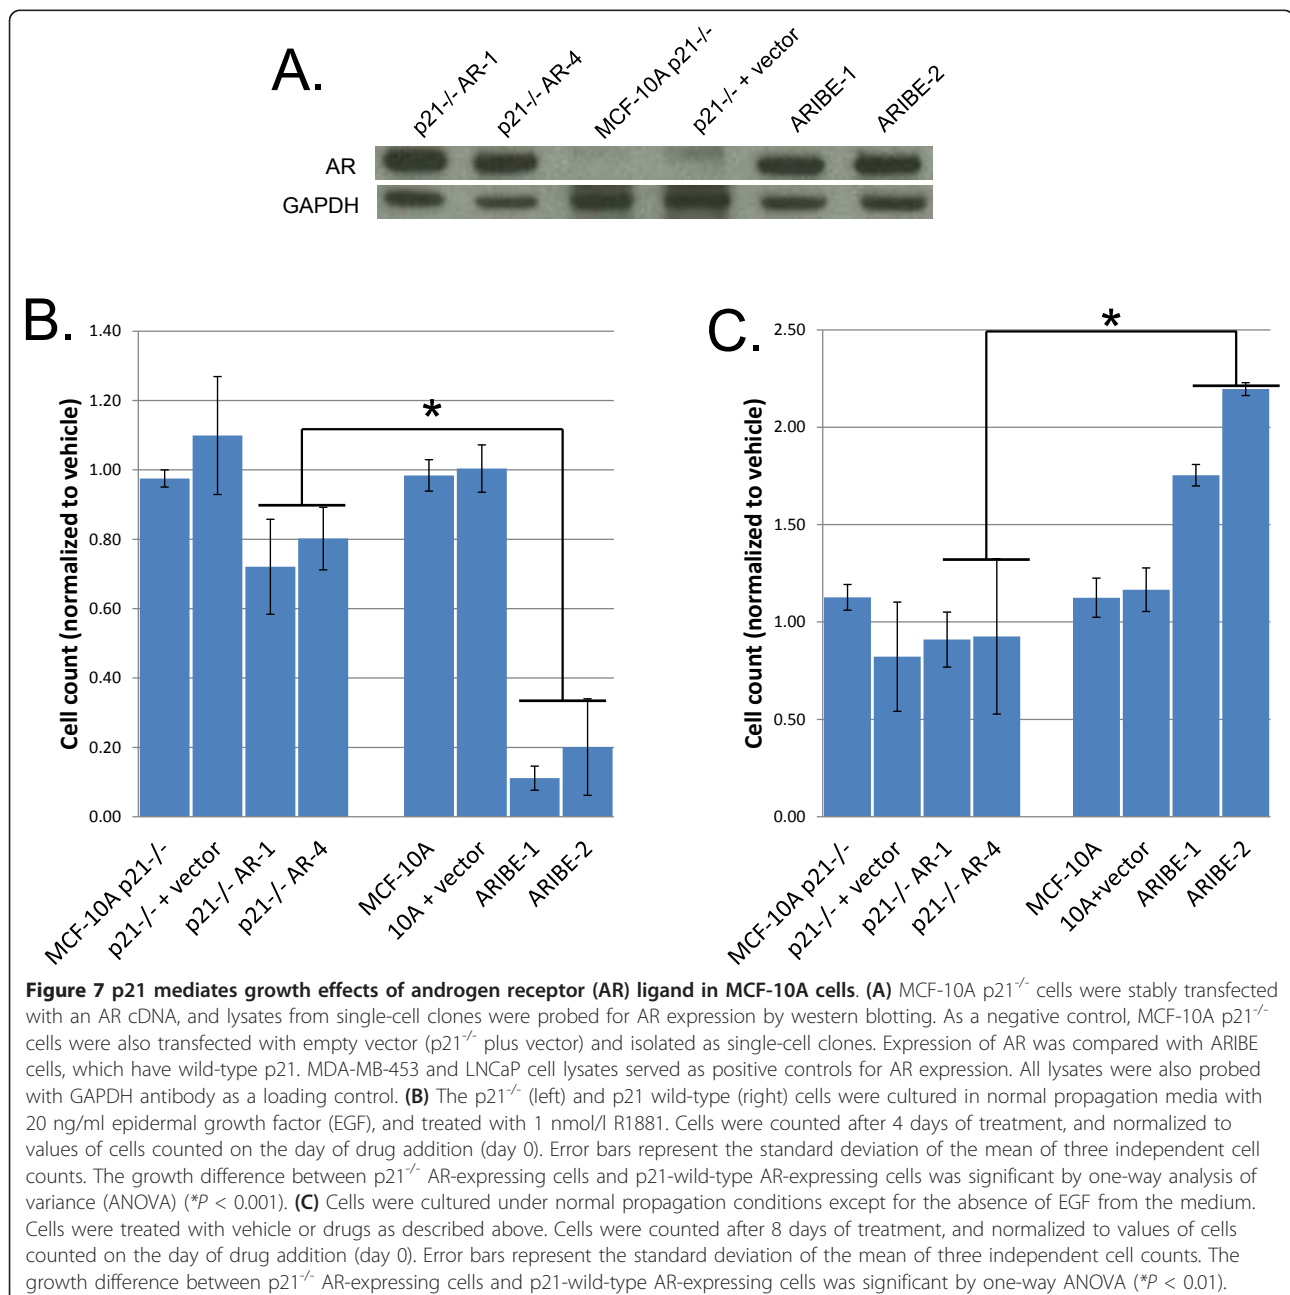 A.
p21-/- AR-1
p21-/- AR-4
MCF-10A p21-/-
p21-/- + vector
ARIBE-1
ARIBE-2
AR
GAPDH
B.
1.40
1.20
1.00
0.80
0.60
0.40
0.20
0.00
Cell count (normalized to vehicle)
*
MCF-10A p21-/-
p21-/- + vector
p21-/- AR-1
p21-/- AR-4
MCF-10A
10A + vector
ARIBE-1
ARIBE-2
C.
2.50
2.00
1.50
1.00
0.50
0.00
Cell count (normalized to vehicle)
*
MCF-10A p21-/-
p21-/- + vector
p21-/- AR-1
p21-/- AR-4
MCF-10A
10A+vector
ARIBE-1
ARIBE-2
Figure 7 p21 mediates growth effects of androgen receptor (AR) ligand in MCF-10A cells. (A) MCF-10A p21-/- cells were stably transfected
with an AR cDNA, and lysates from single-cell clones were probed for AR expression by western blotting. As a negative control, MCF-10A p21-/-
cells were also transfected with empty vector (p21-/- plus vector) and isolated as single-cell clones. Expression of AR was compared with ARIBE
cells, which have wild-type p21. MDA-MB-453 and LNCaP cell lysates served as positive controls for AR expression. All lysates were also probed
with GAPDH antibody as a loading control. (B) The p21-/- (left) and p21 wild-type (right) cells were cultured in normal propagation media with
20 ng/ml epidermal growth factor (EGF), and treated with 1 nmol/l R1881. Cells were counted after 4 days of treatment, and normalized to
values of cells counted on the day of drug addition (day 0). Error bars represent the standard deviation of the mean of three independent cell
counts. The growth difference between p21-/- AR-expressing cells and p21-wild-type AR-expressing cells was significant by one-way analysis of
variance (ANOVA) (*P < 0.001). (C) Cells were cultured under normal propagation conditions except for the absence of EGF from the medium.
Cells were treated with vehicle or drugs as described above. Cells were counted after 8 days of treatment, and normalized to values of cells
counted on the day of drug addition (day 0). Error bars represent the standard deviation of the mean of three independent cell counts. The
growth difference between p21-/- AR-expressing cells and p21-wild-type AR-expressing cells was significant by one-way ANOVA (*P < 0.01).